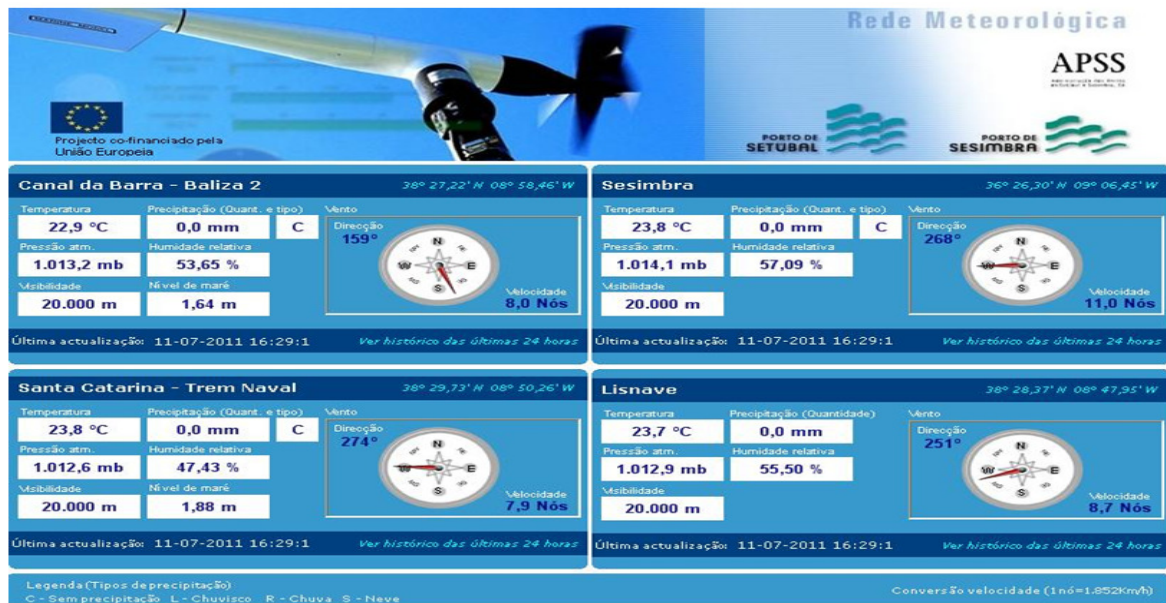 Rede Meteorológica
APSS
Projecto co-financiado pela
União Europeia
PORTO DE
SETÚBAL
PORTO DE
SESIMBRA
Canal da Barra - Baliza 2 38º 27,22' N 08º 58,46' W
Temperatura Precipitação (Quant. e tipo) Vento
22,9 ºC 0,0 mm C Direcção
159°
Pressão atm. Humidade relativa
1.013,2 mb 53,65 %
Visibilidade Nível de maré
20.000 m 1,64 m
N
W E
S
Velocidade
8,0 Nós
Última actualização: 11-07-2011 16:29:1 Ver histórico das últimas 24 horas
Sesimbra 36º 26,30' N 09º 06,45' W
Temperatura Precipitação (Quant. e tipo) Vento
23,8 ºC 0,0 mm C Direcção
268°
Pressão atm. Humidade relativa
1.014,1 mb 57,09 %
Visibilidade
20.000 m
N
W E
S
Velocidade
11,0 Nós
Última actualização: 11-07-2011 16:29:1 Ver histórico das últimas 24 horas
Santa Catarina - Trem Naval 38º 29,73' N 08º 50,26' W
Temperatura Precipitação (Quant. e tipo) Vento
23,8 ºC 0,0 mm C Direcção
274°
Pressão atm. Humidade relativa
1.012,6 mb 47,43 %
Visibilidade Nível de maré
20.000 m 1,88 m
N
W E
S
Velocidade
7,9 Nós
Última actualização: 11-07-2011 16:29:1 Ver histórico das últimas 24 horas
Lisnave 38º 28,37' N 08º 47,95' W
Temperatura Precipitação (Quantidade) Vento
23,7 ºC 0,0 mm Direcção
251°
Pressão atm. Humidade relativa
1.012,9 mb 55,50 %
Visibilidade
20.000 m
N
W E
S
Velocidade
8,7 Nós
Última actualização: 11-07-2011 16:29:1 Ver histórico das últimas 24 horas
Legenda (Tipos de precipitação)
C - Sem precipitação L - Chuvisco R - Chuva S - Neve
Conversão velocidade (1nó=1.852Km/h)